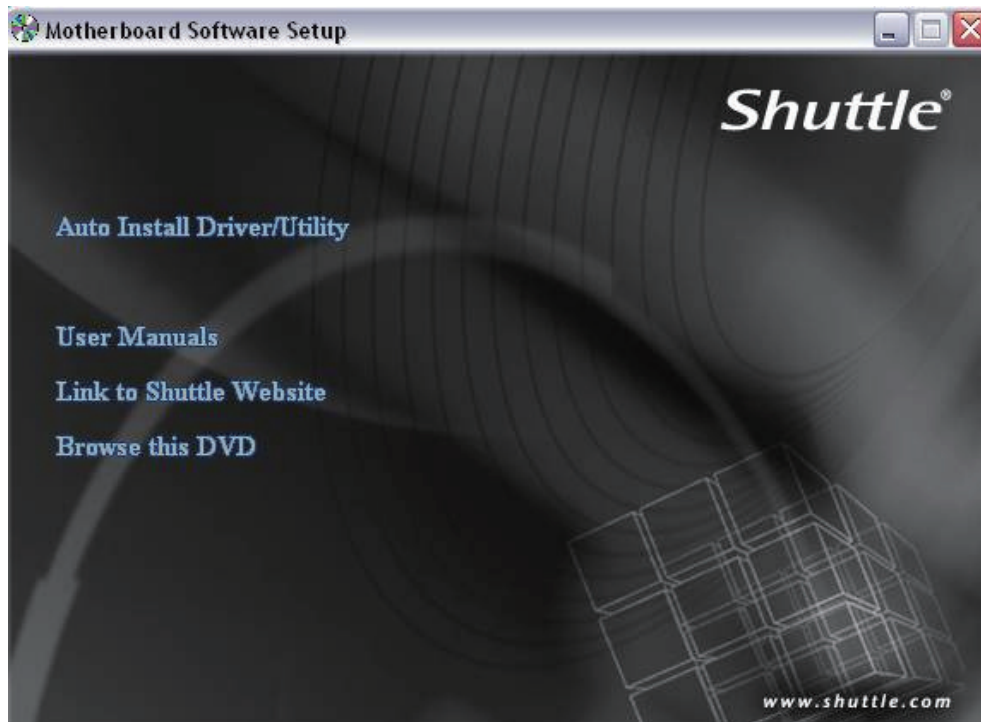 Motherboard Software Setup
Shuttle®
Auto Install Driver/Utility
User Manuals
Link to Shuttle Website
Browse this DVD
www.shuttle.com